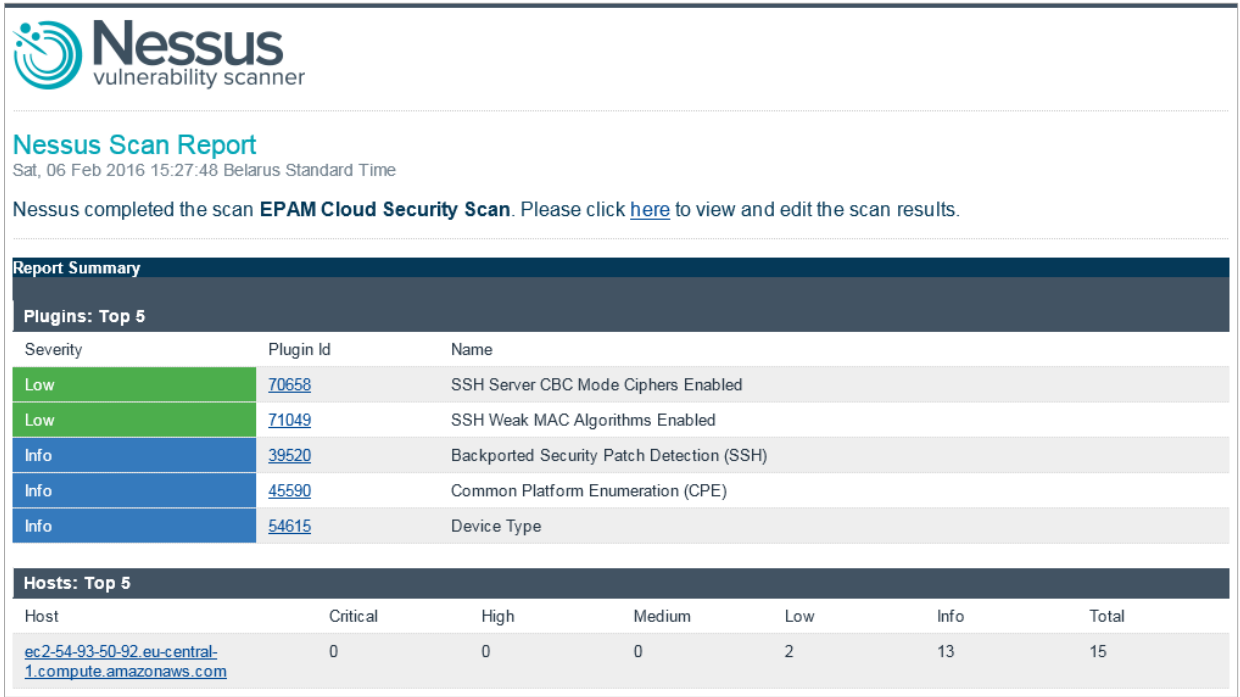 Nessus
vulnerability scanner
Nessus Scan Report
Sat, 06 Feb 2016 15:27:48 Belarus Standard Time
Nessus completed the scan EPAM Cloud Security Scan. Please click here to view and edit the scan results.
Report Summary
Plugins: Top 5
Severity Plugin Id Name
Low 70658 SSH Server CBC Mode Ciphers Enabled
Low 71049 SSH Weak MAC Algorithms Enabled
Info 39520 Backported Security Patch Detection (SSH)
Info 45590 Common Platform Enumeration (CPE)
Info 54615 Device Type
Hosts: Top 5
Host Critical High Medium Low Info Total
ec2-54-93-50-92.eu-central- 0 0 0 2 13 15
1.compute.amazonaws.com